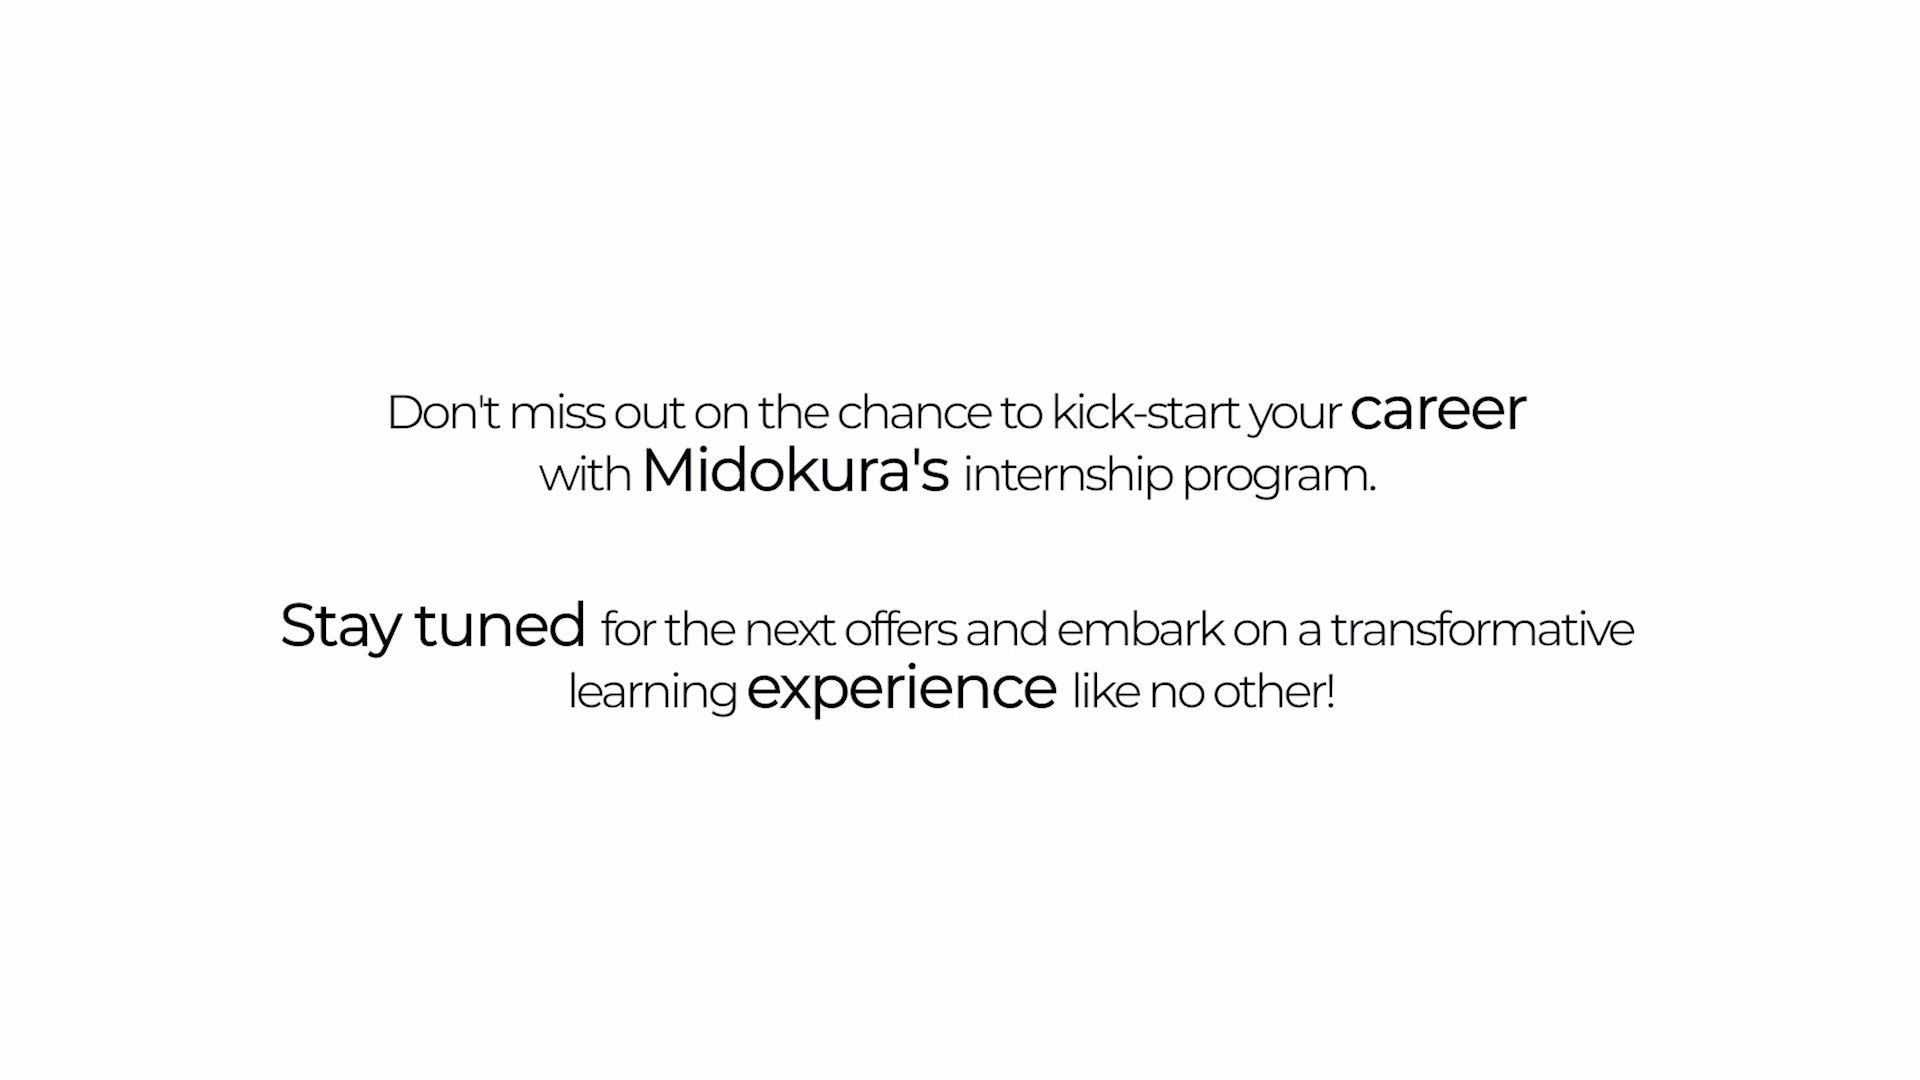 Don't miss out on the chance to kick-start your career
with Midokura's internship program.
Stay tuned for the next offers and embark on a transformative
learning experience like no other!